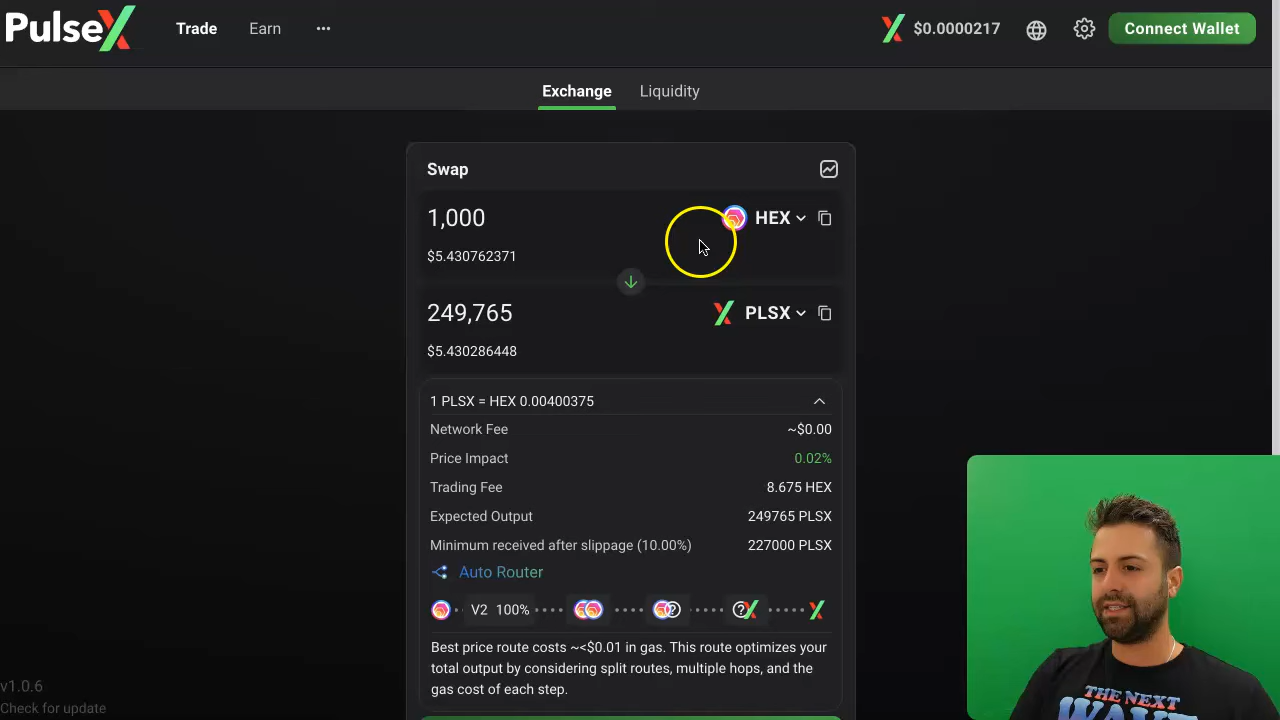 PulseX
Trade
Earn
$0.0000217
Connect Wallet
Exchange
Liquidity
Swap
1,000
HEX
$5.430762371
249,765
PLSX
$5.430286448
1 PLSX = HEX 0.00400375
Network Fee
~$0.00
Price Impact
0.02%
Trading Fee
8.675 HEX
Expected Output
249765 PLSX
Minimum received after slippage (10.00%)
227000 PLSX
Auto Router
V2 100%
Best price route costs ~<$0.01 in gas. This route optimizes your
total output by considering split routes, multiple hops, and the
gas cost of each step.
v1.0.6
Check for update
THE NEXT
WAVE